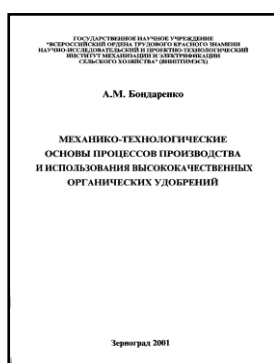 ГОСУДАРСТВЕННОЕ НАУЧНОЕ УЧРЕЖДЕНИЕ
"ВСЕРОССИЙСКИЙ ОРДЕНА ТРУДОВОГО КРАСНОГО ЗНАМЕНИ
НАУЧНО-ИССЛЕДОВАТЕЛЬСКИЙ И ПРОЕКТНО-ТЕХНОЛОГИЧЕСКИЙ
ИНСТИТУТ МЕХАНИЗАЦИИ И ЭЛЕКТРИФИКАЦИИ
СЕЛЬСКОГО ХОЗЯЙСТВА" (ВНИПТИМЭСХ)
А.М. Бондаренко
МЕХАНИКО-ТЕХНОЛОГИЧЕСКИЕ
ОСНОВЫ ПРОЦЕССОВ ПРОИЗВОДСТВА
И ИСПОЛЬЗОВАНИЯ ВЫСОКОКАЧЕСТВЕННЫХ
ОРГАНИЧЕСКИХ УДОБРЕНИЙ
Зерноград 2001